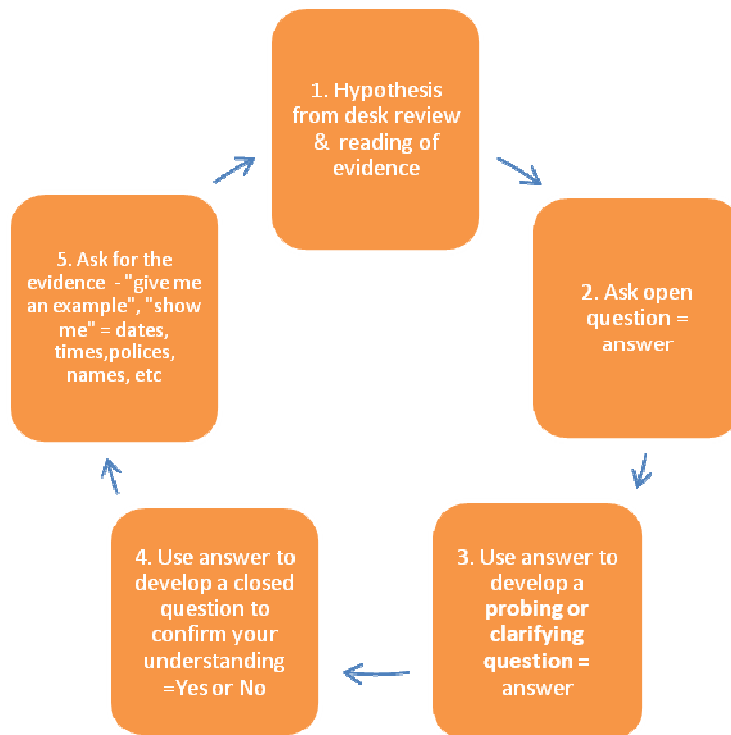 1. Hypothesis
from desk review
& reading of
evidence
2. Ask open
question =
answer
3. Use answer to
develop a
probing or
clarifying
question =
answer
4. Use answer to
develop a closed
question to
confirm your
understanding
=Yes or No
5. Ask for the
evidence - "give me
an example", "show
me" = dates,
times,polices,
names, etc